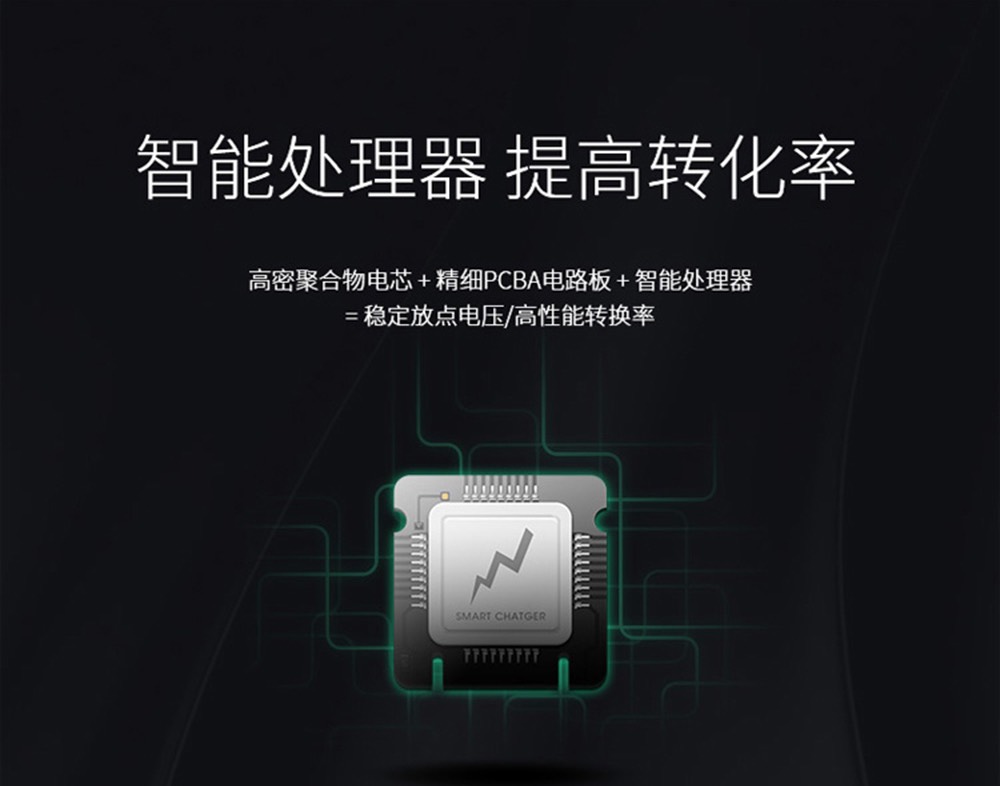 智能处理器 提高转化率
高密聚合物电芯 + 精细PCBA电路板 + 智能处理器
= 稳定放点电压/高性能转换率
SMART CHATGER